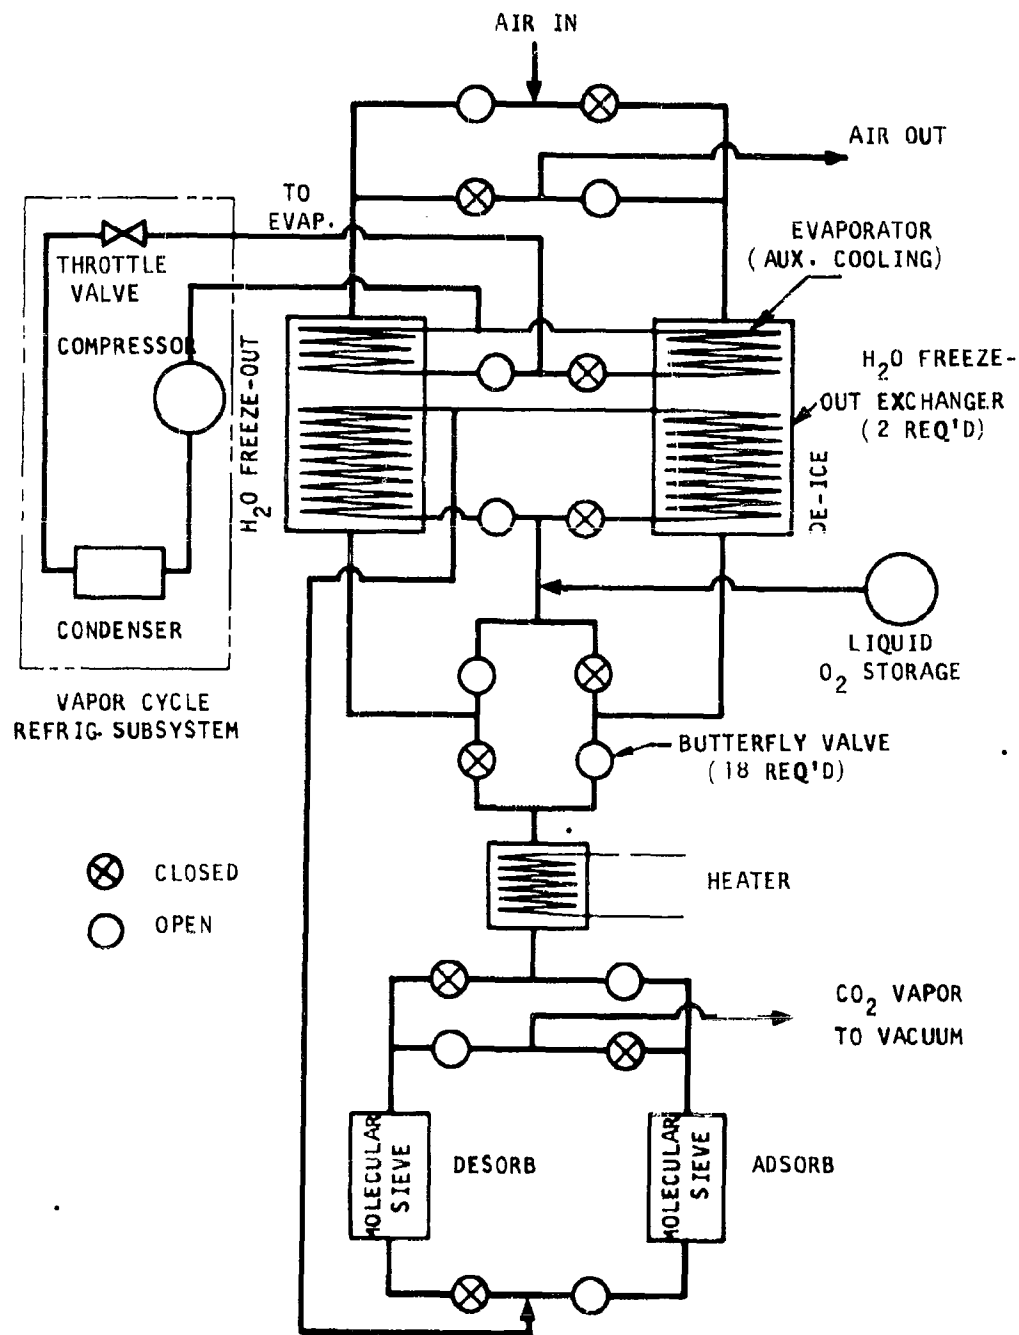 AIR IN
AIR OUT
TO
EVAP.
EVAPORATOR
(AUX. COOLING)
THROTTLE
VALVE
COMPRESSOR
H2O FREEZE-OUT
H2O FREEZE-
OUT EXCHANGER
(2 REQ'D)
DE-ICE
CONDENSER
LIQUID
O2 STORAGE
VAPOR CYCLE
REFRIG. SUBSYSTEM
BUTTERFLY VALVE
(18 REQ'D)
CLOSED
OPEN
HEATER
CO2 VAPOR
TO VACUUM
MOLECULAR
SIEVE
DESORB
MOLECULAR
SIEVE
ADSORB